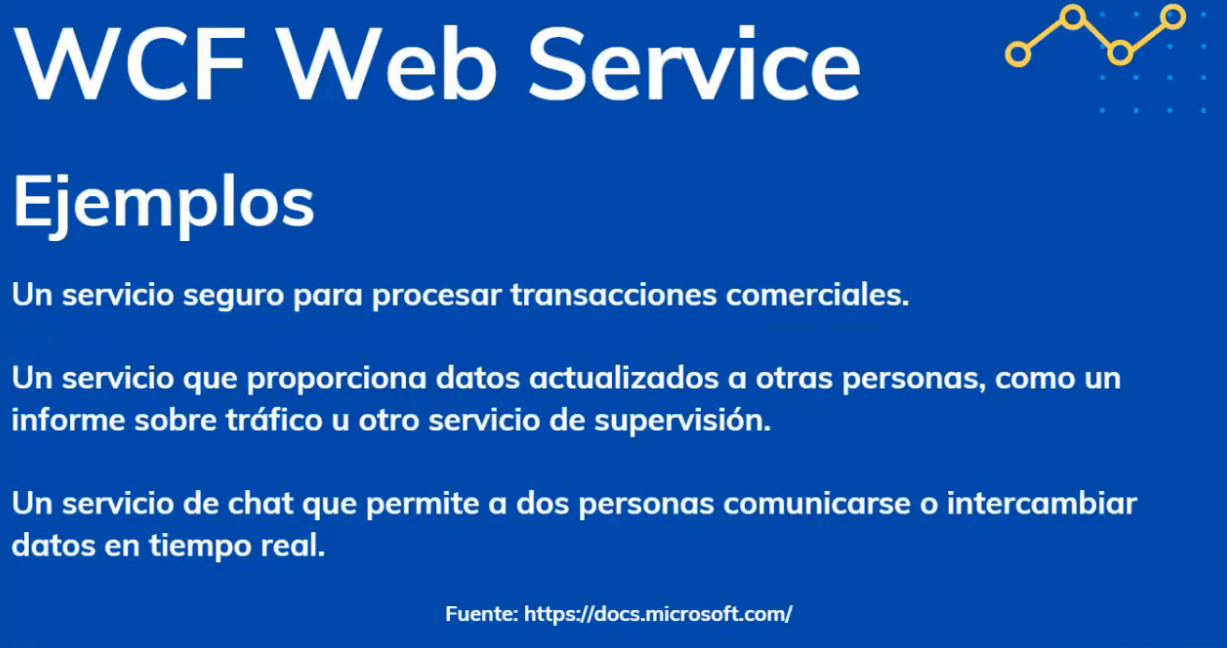 WCF Web Service
Ejemplos
Un servicio seguro para procesar transacciones comerciales.
Un servicio que proporciona datos actualizados a otras personas, como un
informe sobre tráfico u otro servicio de supervisión.
Un servicio de chat que permite a dos personas comunicarse o intercambiar
datos en tiempo real.
Fuente: https://docs.microsoft.com/